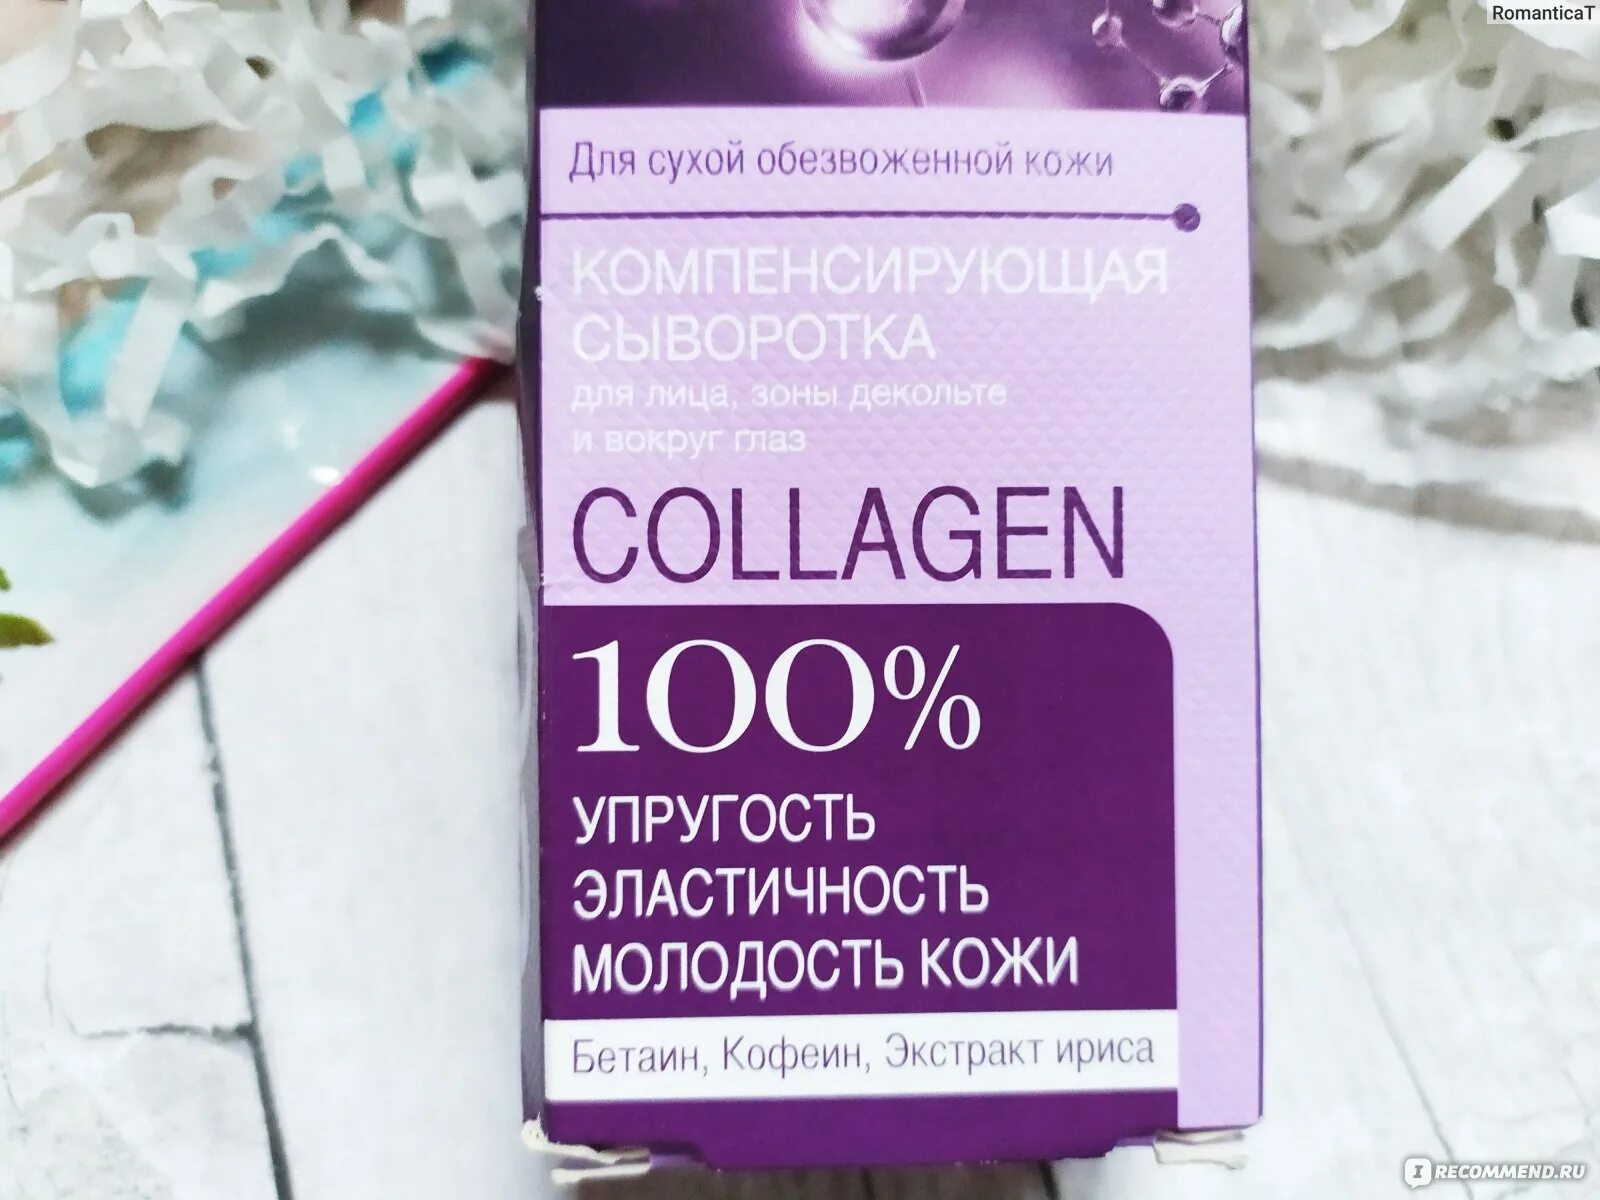 RomanticaT
Для сухой обезвоженной кожи
КОМПЕНСИРУЮЩАЯ
СЫВОРОТКА
для лица, зоны декольте
и вокруг глаз
COLLAGEN
100%
УПРУГОСТЬ
ЭЛАСТИЧНОСТЬ
МОЛОДОСТЬ КОЖИ
Бетаин, Кофеин, Экстракт ириса
I RECOMMEND.RU